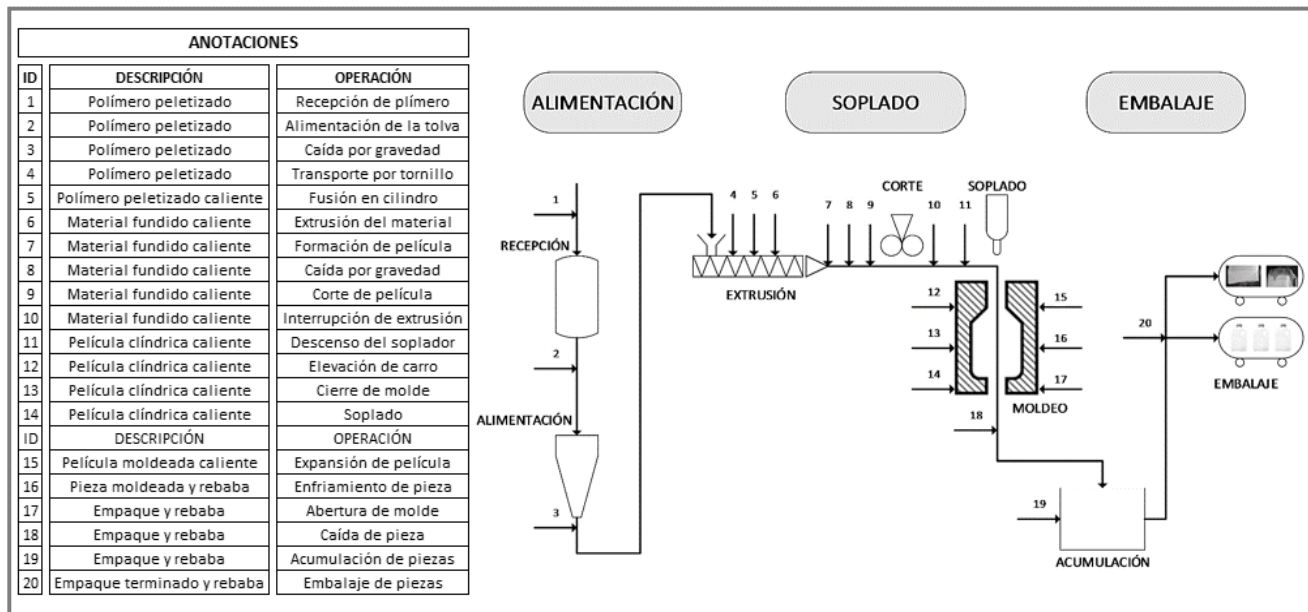 ANOTACIONES
ID DESCRIPCIÓN OPERACIÓN
1 Polímero peletizado Recepción de plímero
2 Polímero peletizado Alimentación de la tolva
3 Polímero peletizado Caída por gravedad
4 Polímero peletizado Transporte por tornillo
5 Polímero peletizado caliente Fusión en cilindro
6 Material fundido caliente Extrusión del material
7 Material fundido caliente Formación de película
8 Material fundido caliente Caída por gravedad
9 Material fundido caliente Corte de película
10 Material fundido caliente Interrupción de extrusión
11 Película clíndrica caliente Descenso del soplador
12 Película clíndrica caliente Elevación de carro
13 Película clíndrica caliente Cierre de molde
14 Película clíndrica caliente Soplado
ID DESCRIPCIÓN OPERACIÓN
15 Película moldeada caliente Expansión de película
16 Pieza moldeada y rebaba Enfriamiento de pieza
17 Empaque y rebaba Abertura de molde
18 Empaque y rebaba Caída de pieza
19 Empaque y rebaba Acumulación de piezas
20 Empaque terminado y rebaba Embalaje de piezas
ALIMENTACIÓN SOPLADO EMBALAJE
CORTE SOPLADO
1 4 5 6 7 8 9 10 11
RECEPCIÓN
EXTRUSIÓN
12 15
13 16 20
2 14 17
EMBALAJE
MOLDEO
ALIMENTACIÓN 18
3 19
ACUMULACIÓN